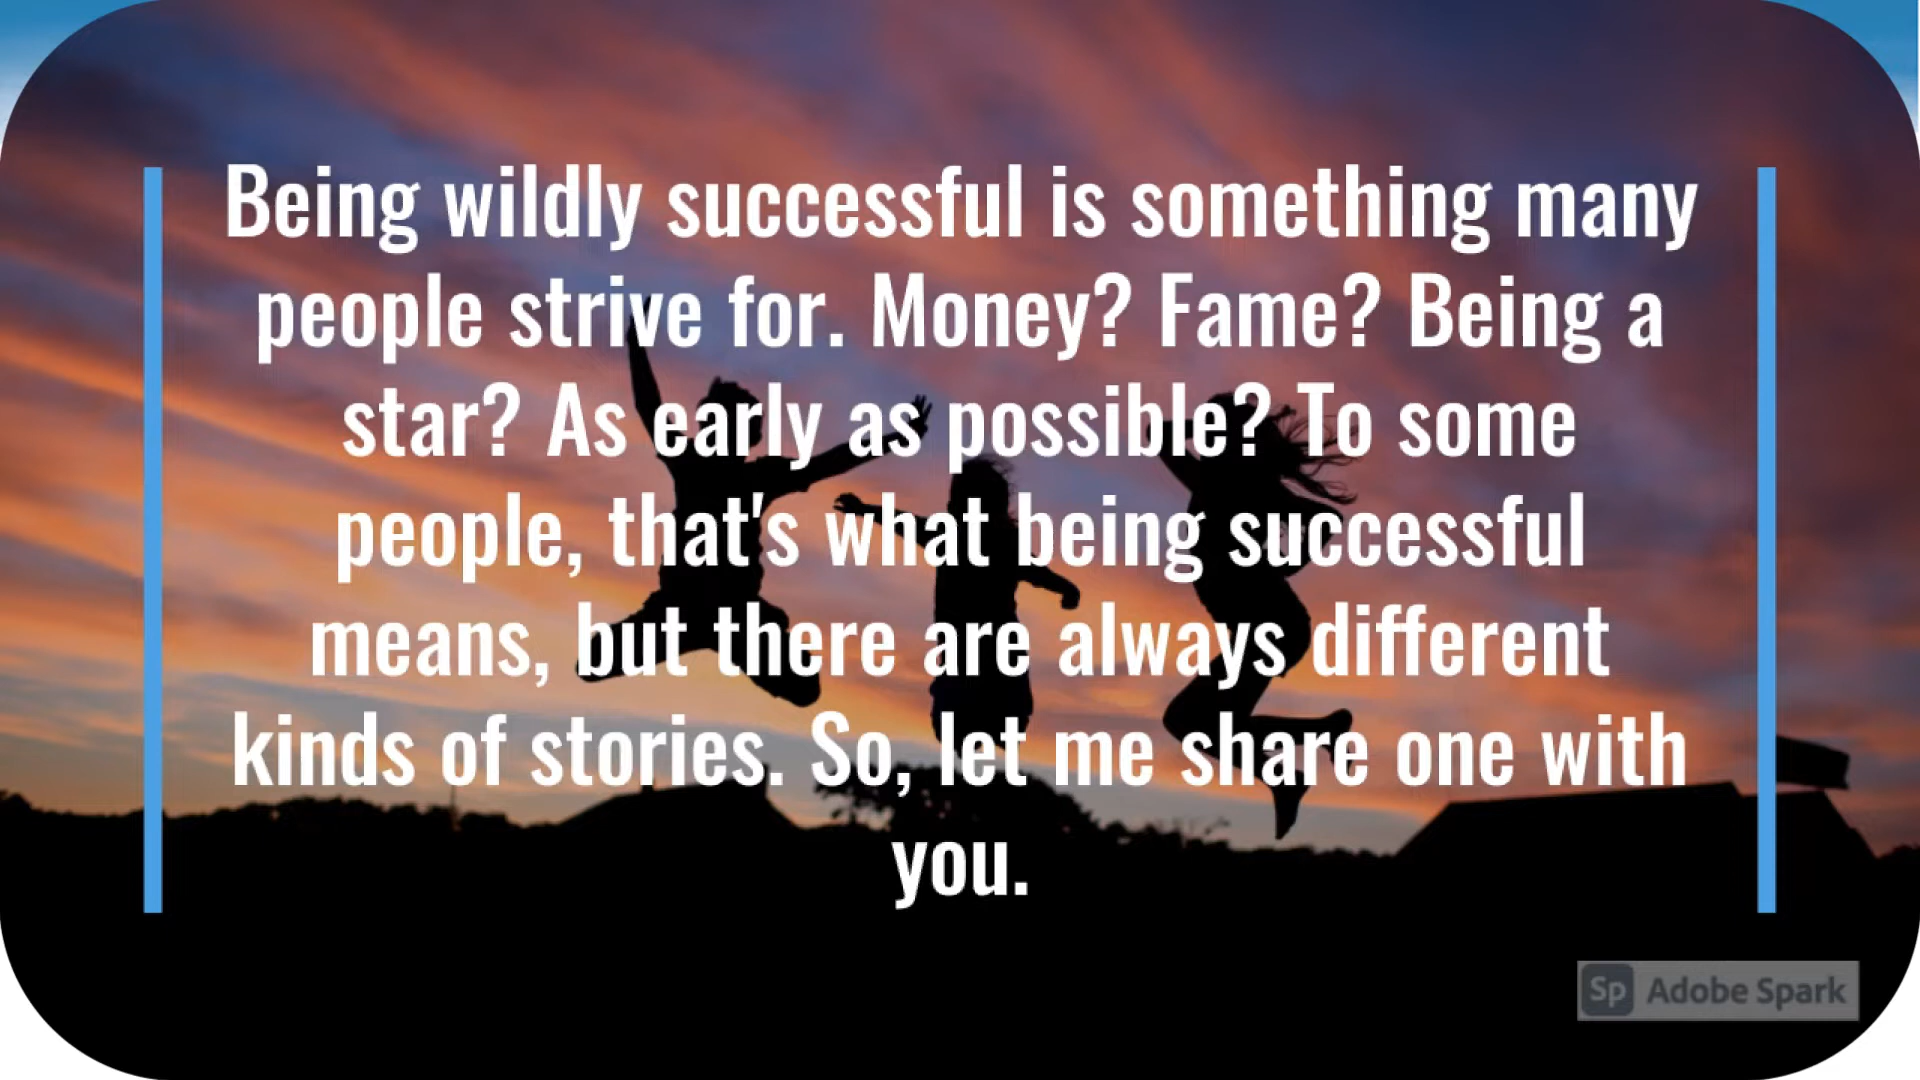 Being wildly successful is something many
people strive for. Money? Fame? Being a
star? As early as possible? To some
people, that's what being successful
means, but there are always different
kinds of stories. So, let me share one with
you.
Sp Adobe Spark